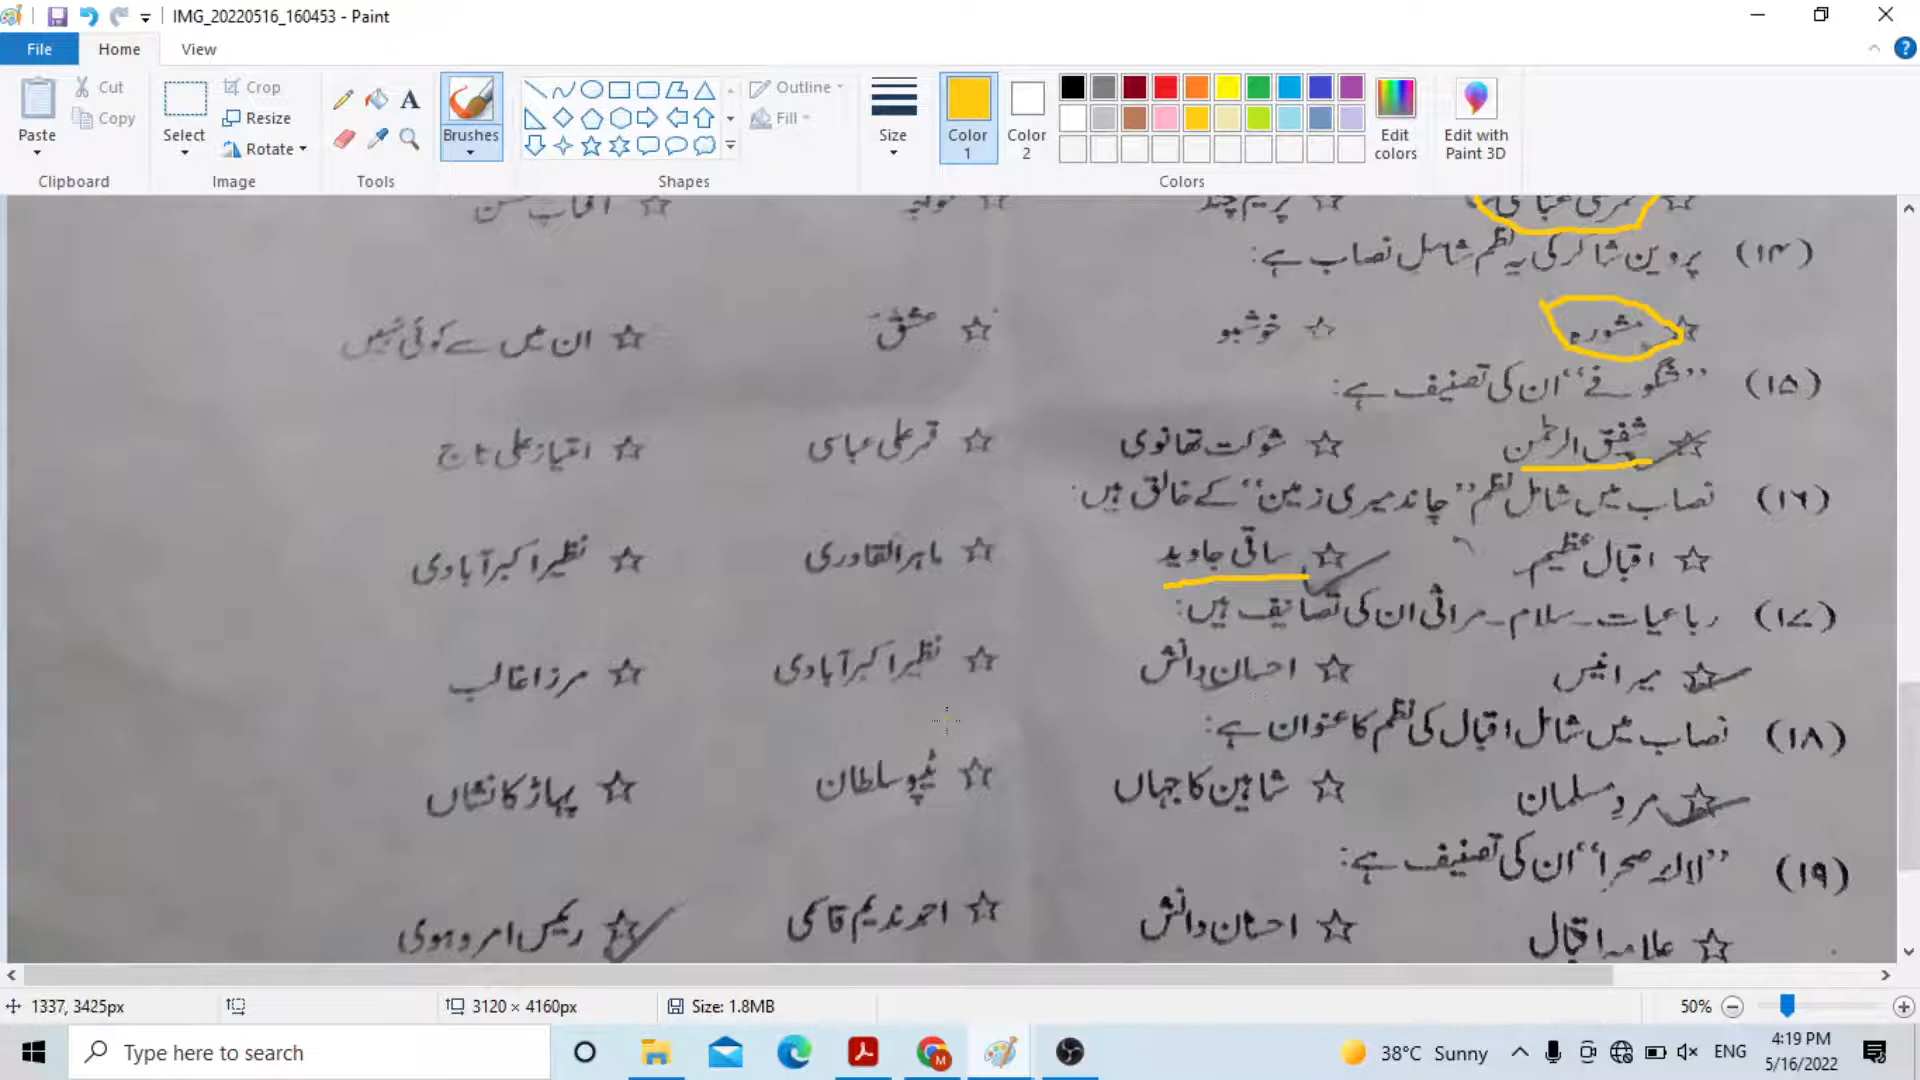 IMG_20220516_160453 - Paint
File Home View
Paste Cut Copy Clipboard
Select Crop Resize Rotate Image
Tools
Brushes
Shapes Outline Fill
Size
Color 1 Color 2 Edit colors Edit with Paint 3D
Colors
☆ پریم چند
(۱۴) پروین شاکر کی یہ نظم شاملِ نصاب ہے:
☆ مشورہ ☆ خوشبو ☆ عشق ☆ ان میں سے کوئی نہیں
(۱۵) ’’شگوفے‘‘ ان کی تصنیف ہے:
☆ شفیق الرحمن ☆ شوکت تھانوی ☆ قمر علی عباسی ☆ امتیاز علی تاج
(۱۶) نصاب میں شامل نظم ’’چاند میری زمین‘‘ کے خالق ہیں:
☆ اقبال عظیم ☆ ساقی جاوید ☆ ماہر القادری ☆ نظیر اکبر آبادی
(۱۷) رباعیات۔ سلام۔ مراثی ان کی تصانیف ہیں:
☆ میر انیس ☆ احسان دانش ☆ نظیر اکبر آبادی ☆ مرزا غالب
(۱۸) نصاب میں شامل اقبال کی نظم کا عنوان ہے:
☆ مردِ مسلمان ☆ شاہین کا جہاں ☆ ٹیپو سلطان ☆ پہاڑ کا نشاں
(۱۹) ’’لالۂ صحرا‘‘ ان کی تصنیف ہے:
☆ علامہ اقبال ☆ احسان دانش ☆ احمد ندیم قاسمی ☆ رئیس امروہوی
1337, 3425px 3120 × 4160px Size: 1.8MB 50%
Type here to search 38°C Sunny ENG 4:19 PM
5/16/2022